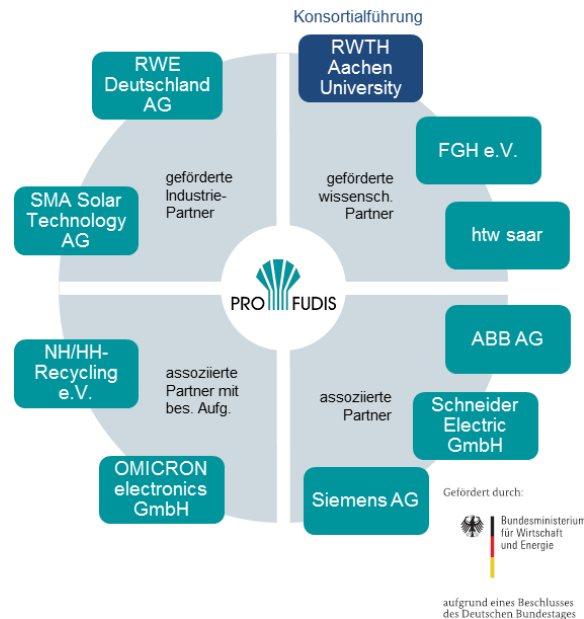 Konsortialführung
RWTH
Aachen
University
RWE
Deutschland
AG
FGH e.V.
geförderte
Industrie-
Partner
geförderte
wissensch.
Partner
SMA Solar
Technology
AG
htw saar
PRO FUDIS
ABB AG
NH/HH-
Recycling
e.V.
assoziierte
Partner mit
bes. Aufg.
assoziierte
Partner
Schneider
Electric
GmbH
OMICRON
electronics
GmbH
Siemens AG
Gefördert durch:
Bundesministerium
für Wirtschaft
und Energie
aufgrund eines Beschlusses
des Deutschen Bundestages